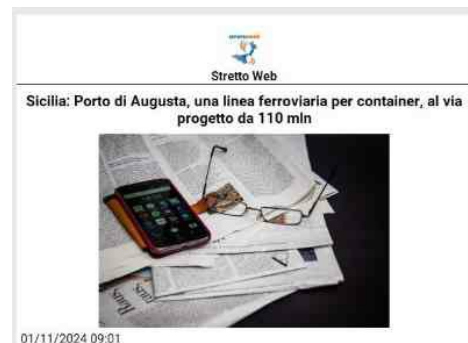 Stretto Web
Sicilia: Porto di Augusta, una linea ferroviaria per container, al via
progetto da 110 mln
01/11/2024 09:01